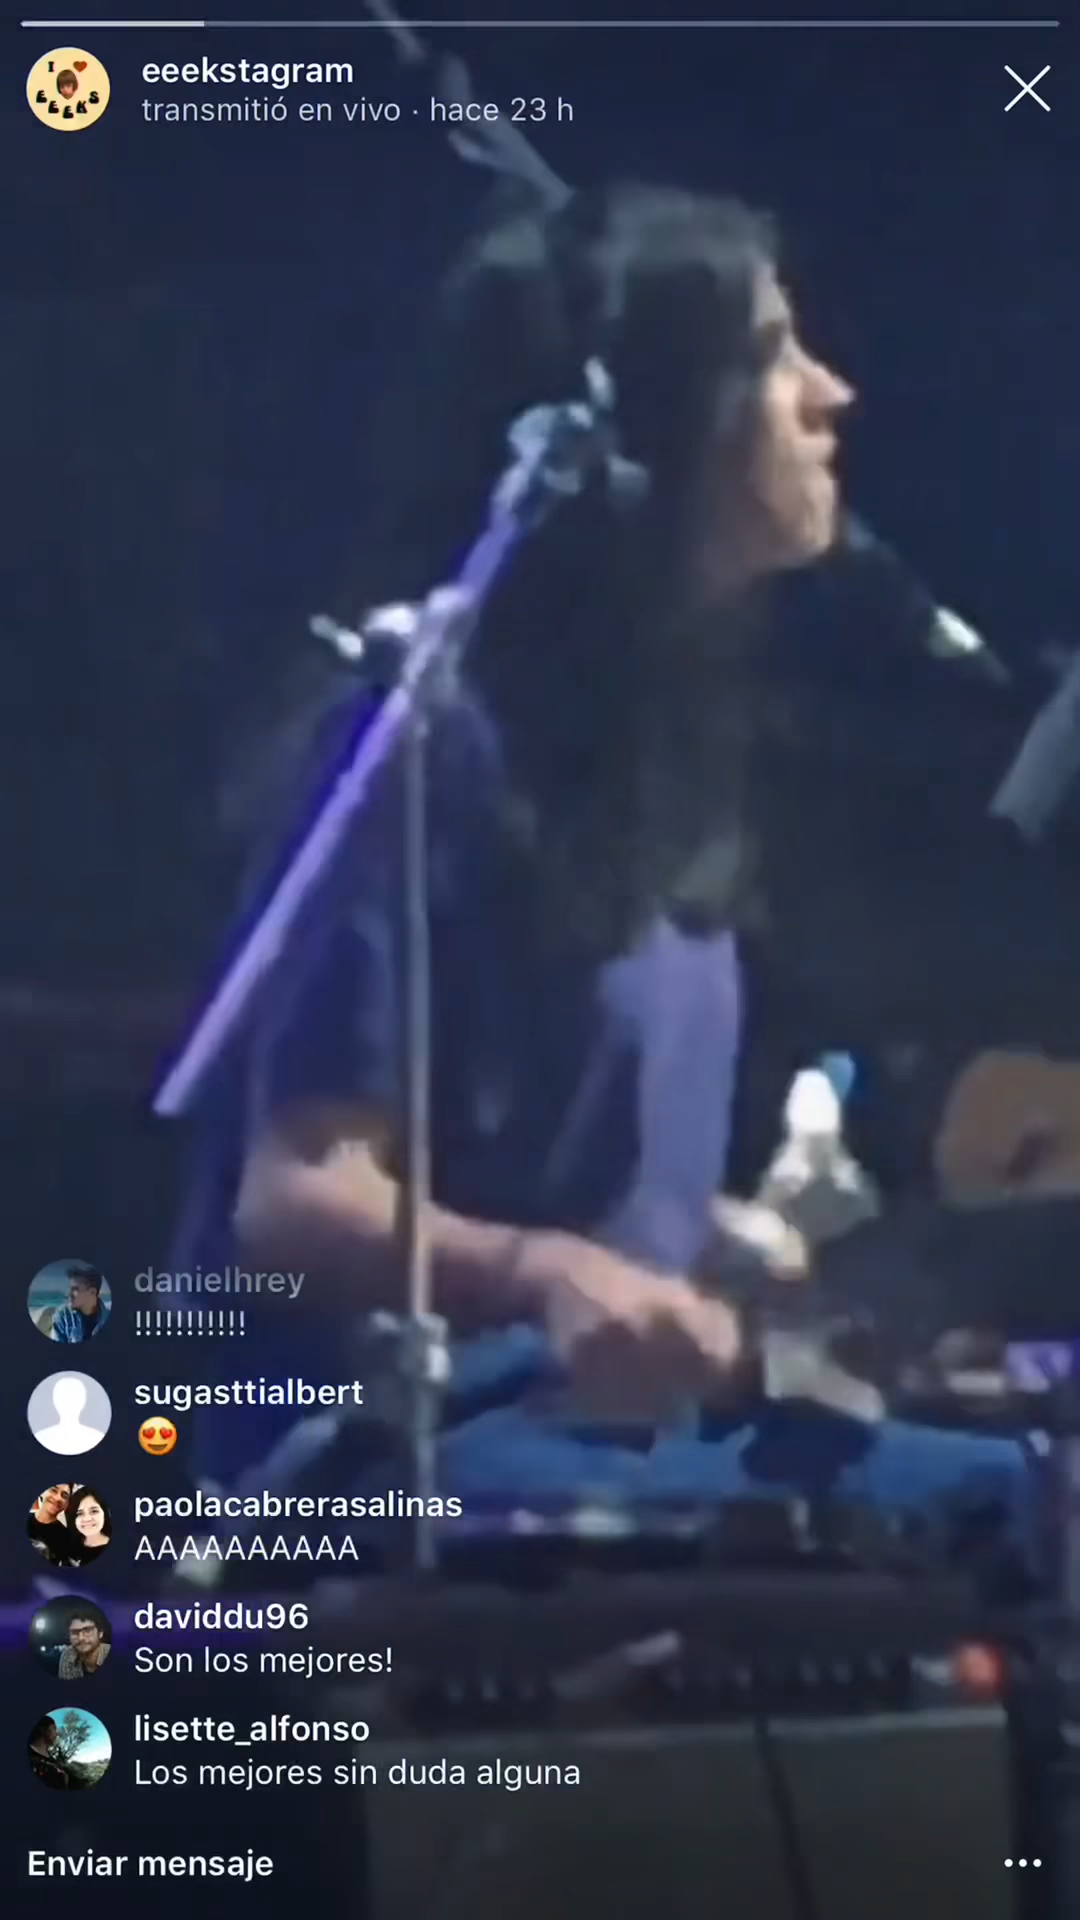 I ❤
EEEKS
eeekstagram
transmitió en vivo · hace 23 h
danielhrey
!!!!!!!!!!!
sugasttialbert
😍
paolacabrerasalinas
AAAAAAAAAA
daviddu96
Son los mejores!
lisette_alfonso
Los mejores sin duda alguna
Enviar mensaje